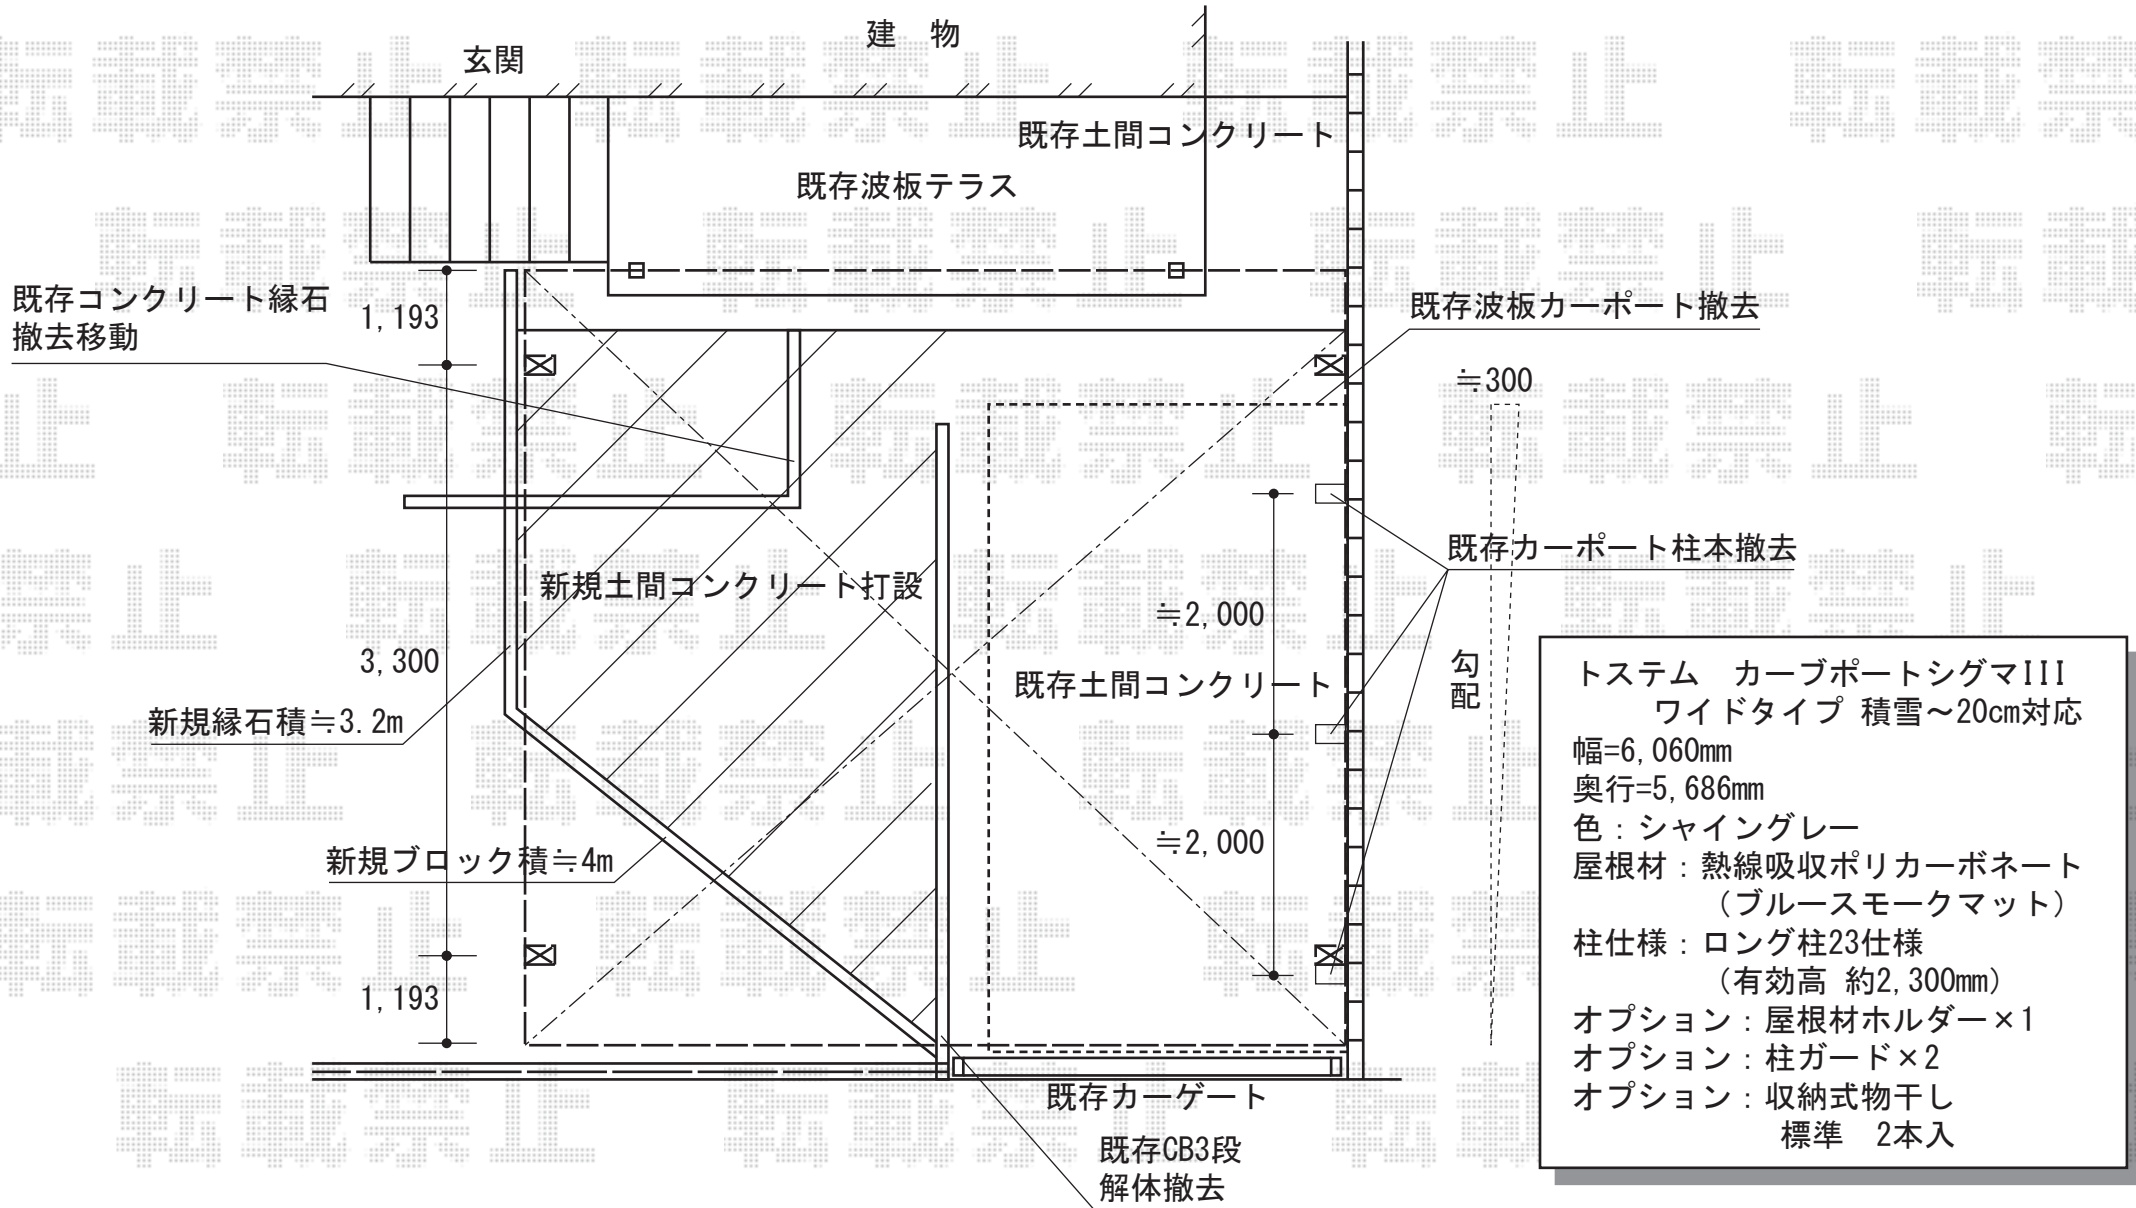 建　物
玄関
既存土間コンクリート
既存波板テラス
既存コンクリート縁石
撤去移動
1,193
既存波板カーポート撤去
≒300
既存カーポート柱本撤去
新規土間コンクリート打設
≒2,000
3,300
既存土間コンクリート
勾配
新規縁石積≒3.2m
≒2,000
新規ブロック積≒4m
1,193
既存カーゲート
既存CB3段
解体撤去
トステム　カーブポートシグマIII
ワイドタイプ 積雪～20cm対応
幅=6,060mm
奥行=5,686mm
色：シャイングレー
屋根材：熱線吸収ポリカーボネート
（ブルースモークマット）
柱仕様：ロング柱23仕様
（有効高 約2,300mm）
オプション：屋根材ホルダー×1
オプション：柱ガード×2
オプション：収納式物干し
標準　2本入
転載禁止